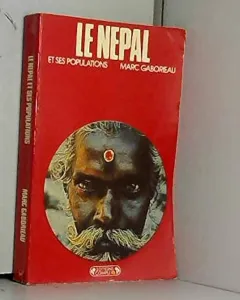 LE NEPAL
ET SES POPULATIONS
MARC GABORIEAU
LE NEPAL ET SES POPULATIONS
MARC GABORIEAU